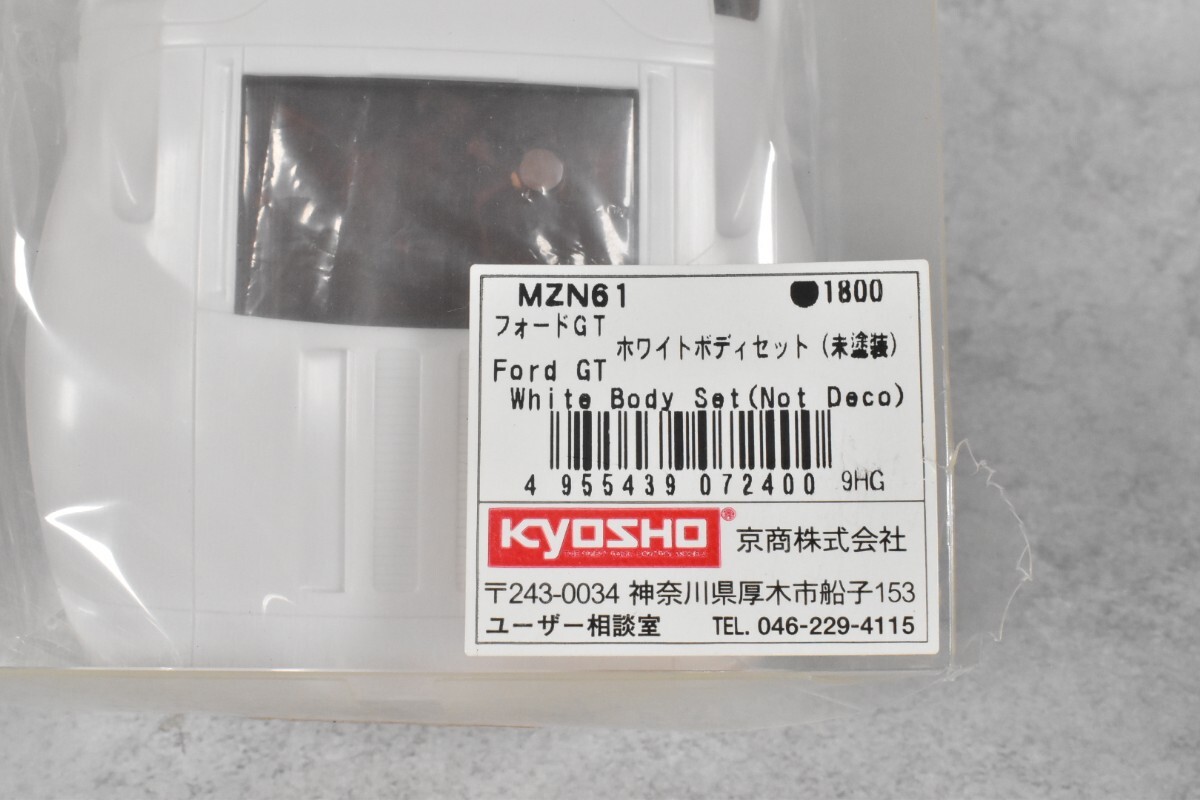 MZN61 ●1800
フォードGT
ホワイトボディセット(未塗装)
Ford GT
White Body Set(Not Deco)
4 955439 072400 9HG
KYOSHO® 京商株式会社
〒243-0034 神奈川県厚木市船子153
ユーザー相談室 TEL. 046-229-4115